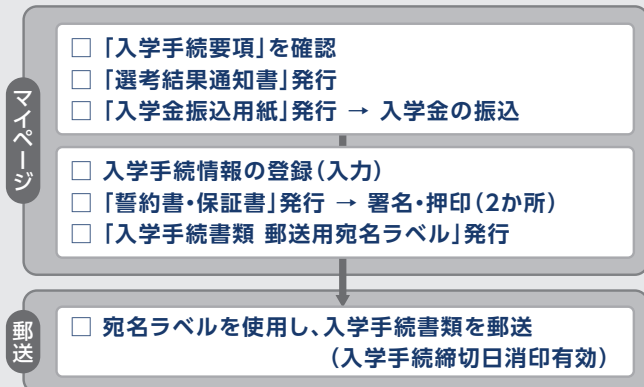 マイページ
□ 「入学手続要項」を確認
□ 「選考結果通知書」発行
□ 「入学金振込用紙」発行 → 入学金の振込
□ 入学手続情報の登録（入力）
□ 「誓約書・保証書」発行 → 署名・押印（2か所）
□ 「入学手続書類 郵送用宛名ラベル」発行
郵送
□ 宛名ラベルを使用し、入学手続書類を郵送
（入学手続締切日消印有効）